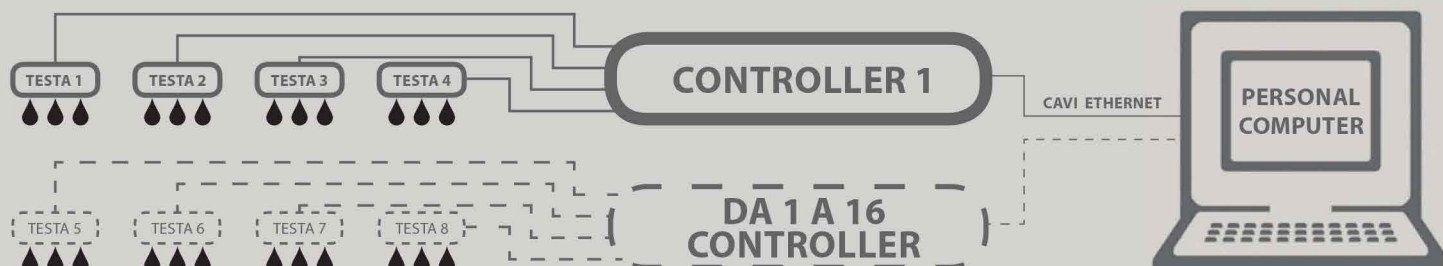 TESTA 1
TESTA 2
TESTA 3
TESTA 4
CONTROLLER 1
CAVI ETHERNET
PERSONAL
COMPUTER
TESTA 5
TESTA 6
TESTA 7
TESTA 8
DA 1 A 16
CONTROLLER